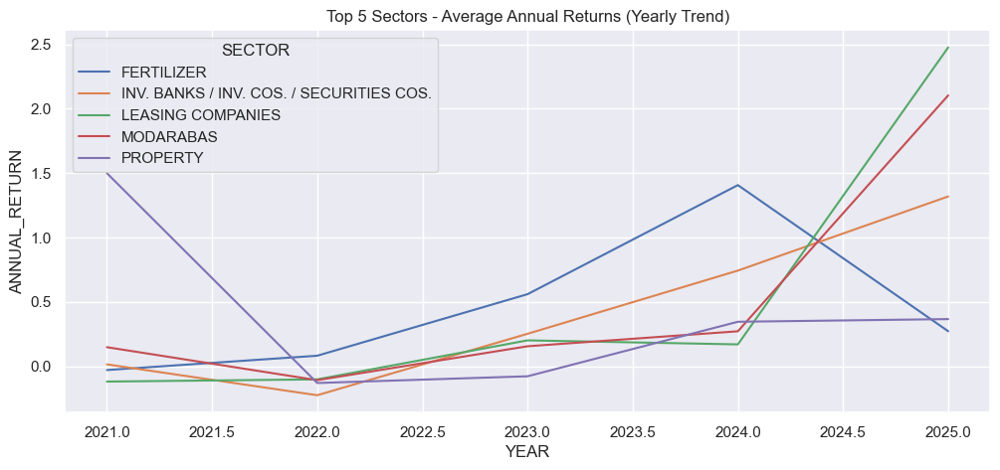 Top 5 Sectors - Average Annual Returns (Yearly Trend)
2.5
2.0
1.5
1.0
0.5
0.0
ANNUAL_RETURN
SECTOR
FERTILIZER
INV. BANKS / INV. COS. / SECURITIES COS.
LEASING COMPANIES
MODARABAS
PROPERTY
2021.0 2021.5 2022.0 2022.5 2023.0 2023.5 2024.0 2024.5 2025.0
YEAR